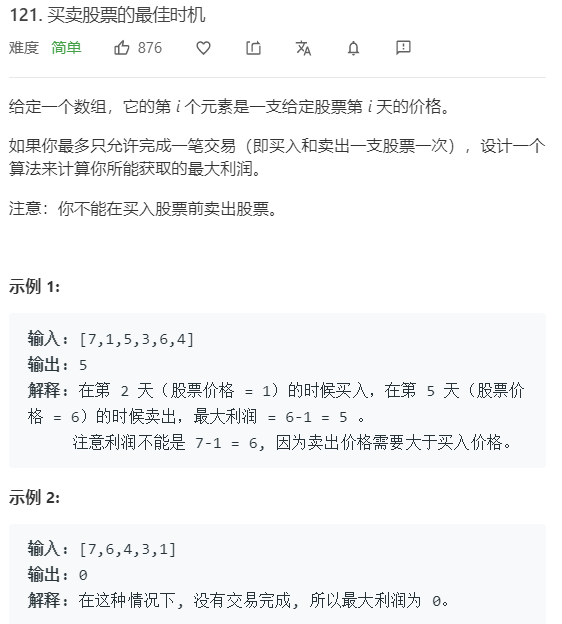 121. 买卖股票的最佳时机
难度 简单 876
给定一个数组，它的第 i 个元素是一支给定股票第 i 天的价格。
如果你最多只允许完成一笔交易（即买入和卖出一支股票一次），设计一个
算法来计算你所能获取的最大利润。
注意：你不能在买入股票前卖出股票。
示例 1:
输入: [7,1,5,3,6,4]
输出: 5
解释: 在第 2 天（股票价格 = 1）的时候买入，在第 5 天（股票价
格 = 6）的时候卖出，最大利润 = 6-1 = 5 。
注意利润不能是 7-1 = 6, 因为卖出价格需要大于买入价格。
示例 2:
输入: [7,6,4,3,1]
输出: 0
解释: 在这种情况下, 没有交易完成, 所以最大利润为 0。